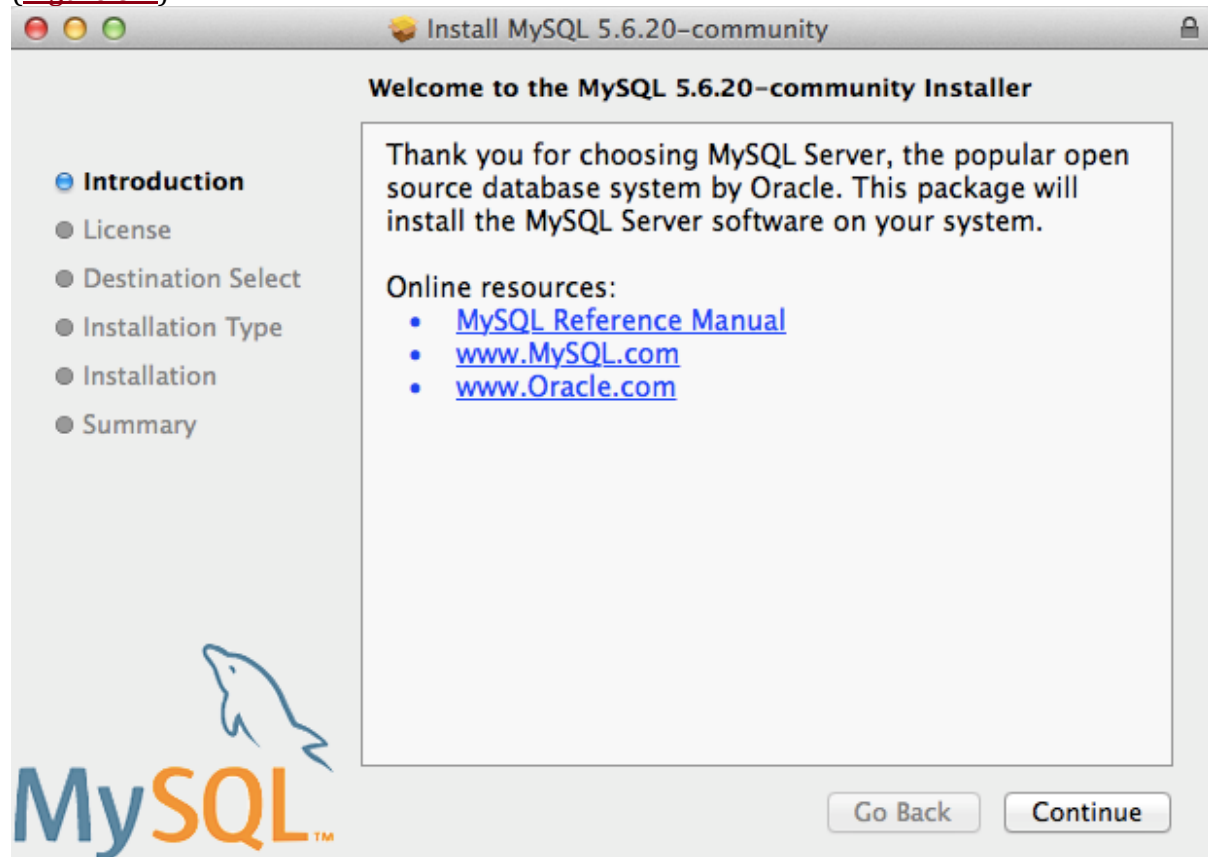 Install MySQL 5.6.20-community
Welcome to the MySQL 5.6.20-community Installer
Introduction
License
Destination Select
Installation Type
Installation
Summary
Thank you for choosing MySQL Server, the popular open
source database system by Oracle. This package will
install the MySQL Server software on your system.
Online resources:
• MySQL Reference Manual
• www.MySQL.com
• www.Oracle.com
MySQL™
Go Back
Continue